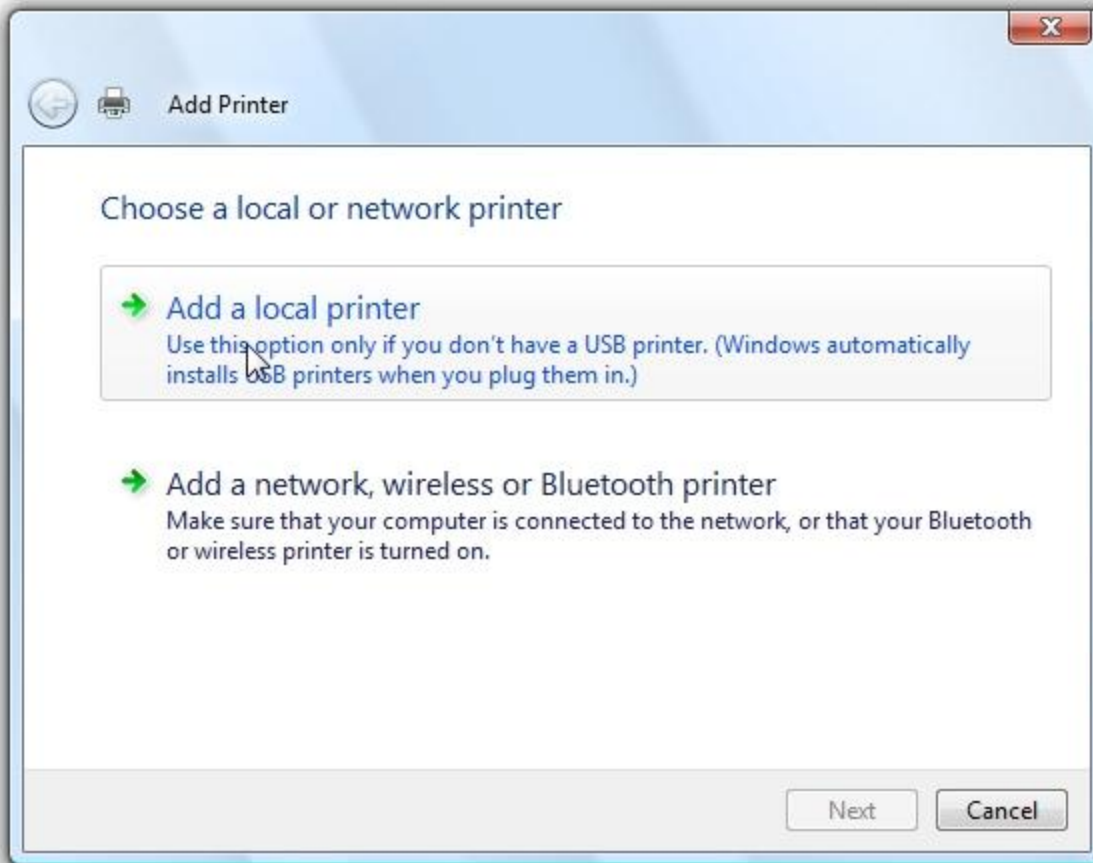 Add Printer
Choose a local or network printer
Add a local printer
Use this option only if you don't have a USB printer. (Windows automatically
installs USB printers when you plug them in.)
Add a network, wireless or Bluetooth printer
Make sure that your computer is connected to the network, or that your Bluetooth
or wireless printer is turned on.
Next
Cancel